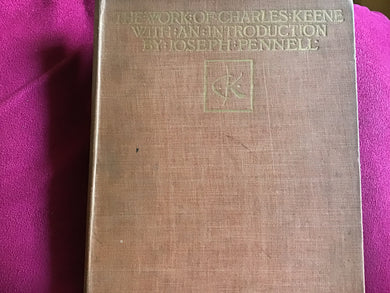 THE·WORK·OF·CHARLES·KEENE
WITH·AN·INTRODUCTION
BY·JOSEPH·PENNELL
CK